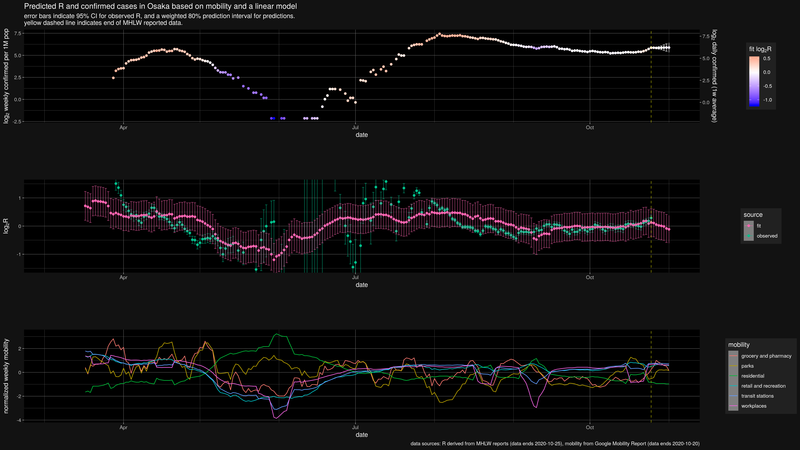 Predicted R and confirmed cases in Osaka based on mobility and a linear model
error bars indicate 95% CI for observed R, and a weighted 80% prediction interval for predictions.
yellow dashed line indicates end of MHLW reported data.
log₂ weekly confirmed per 1M pop
7.5
5.0
2.5
0.0
-2.5
log₂ daily confirmed (1w average)
7.5
5.0
2.5
0.0
Apr
Jul
Oct
date
fit log₂R
0.5
0.0
-0.5
-1.0
log₂R
1
0
-1
Apr
Jul
Oct
date
source
fit
observed
normalised weekly mobility
2
0
-2
-4
Apr
Jul
Oct
date
mobility
grocery and pharmacy
parks
residential
retail and recreation
transit stations
workplaces
data sources: R derived from MHLW reports (data ends 2020-10-25), mobility from Google Mobility Report (data ends 2020-10-20)